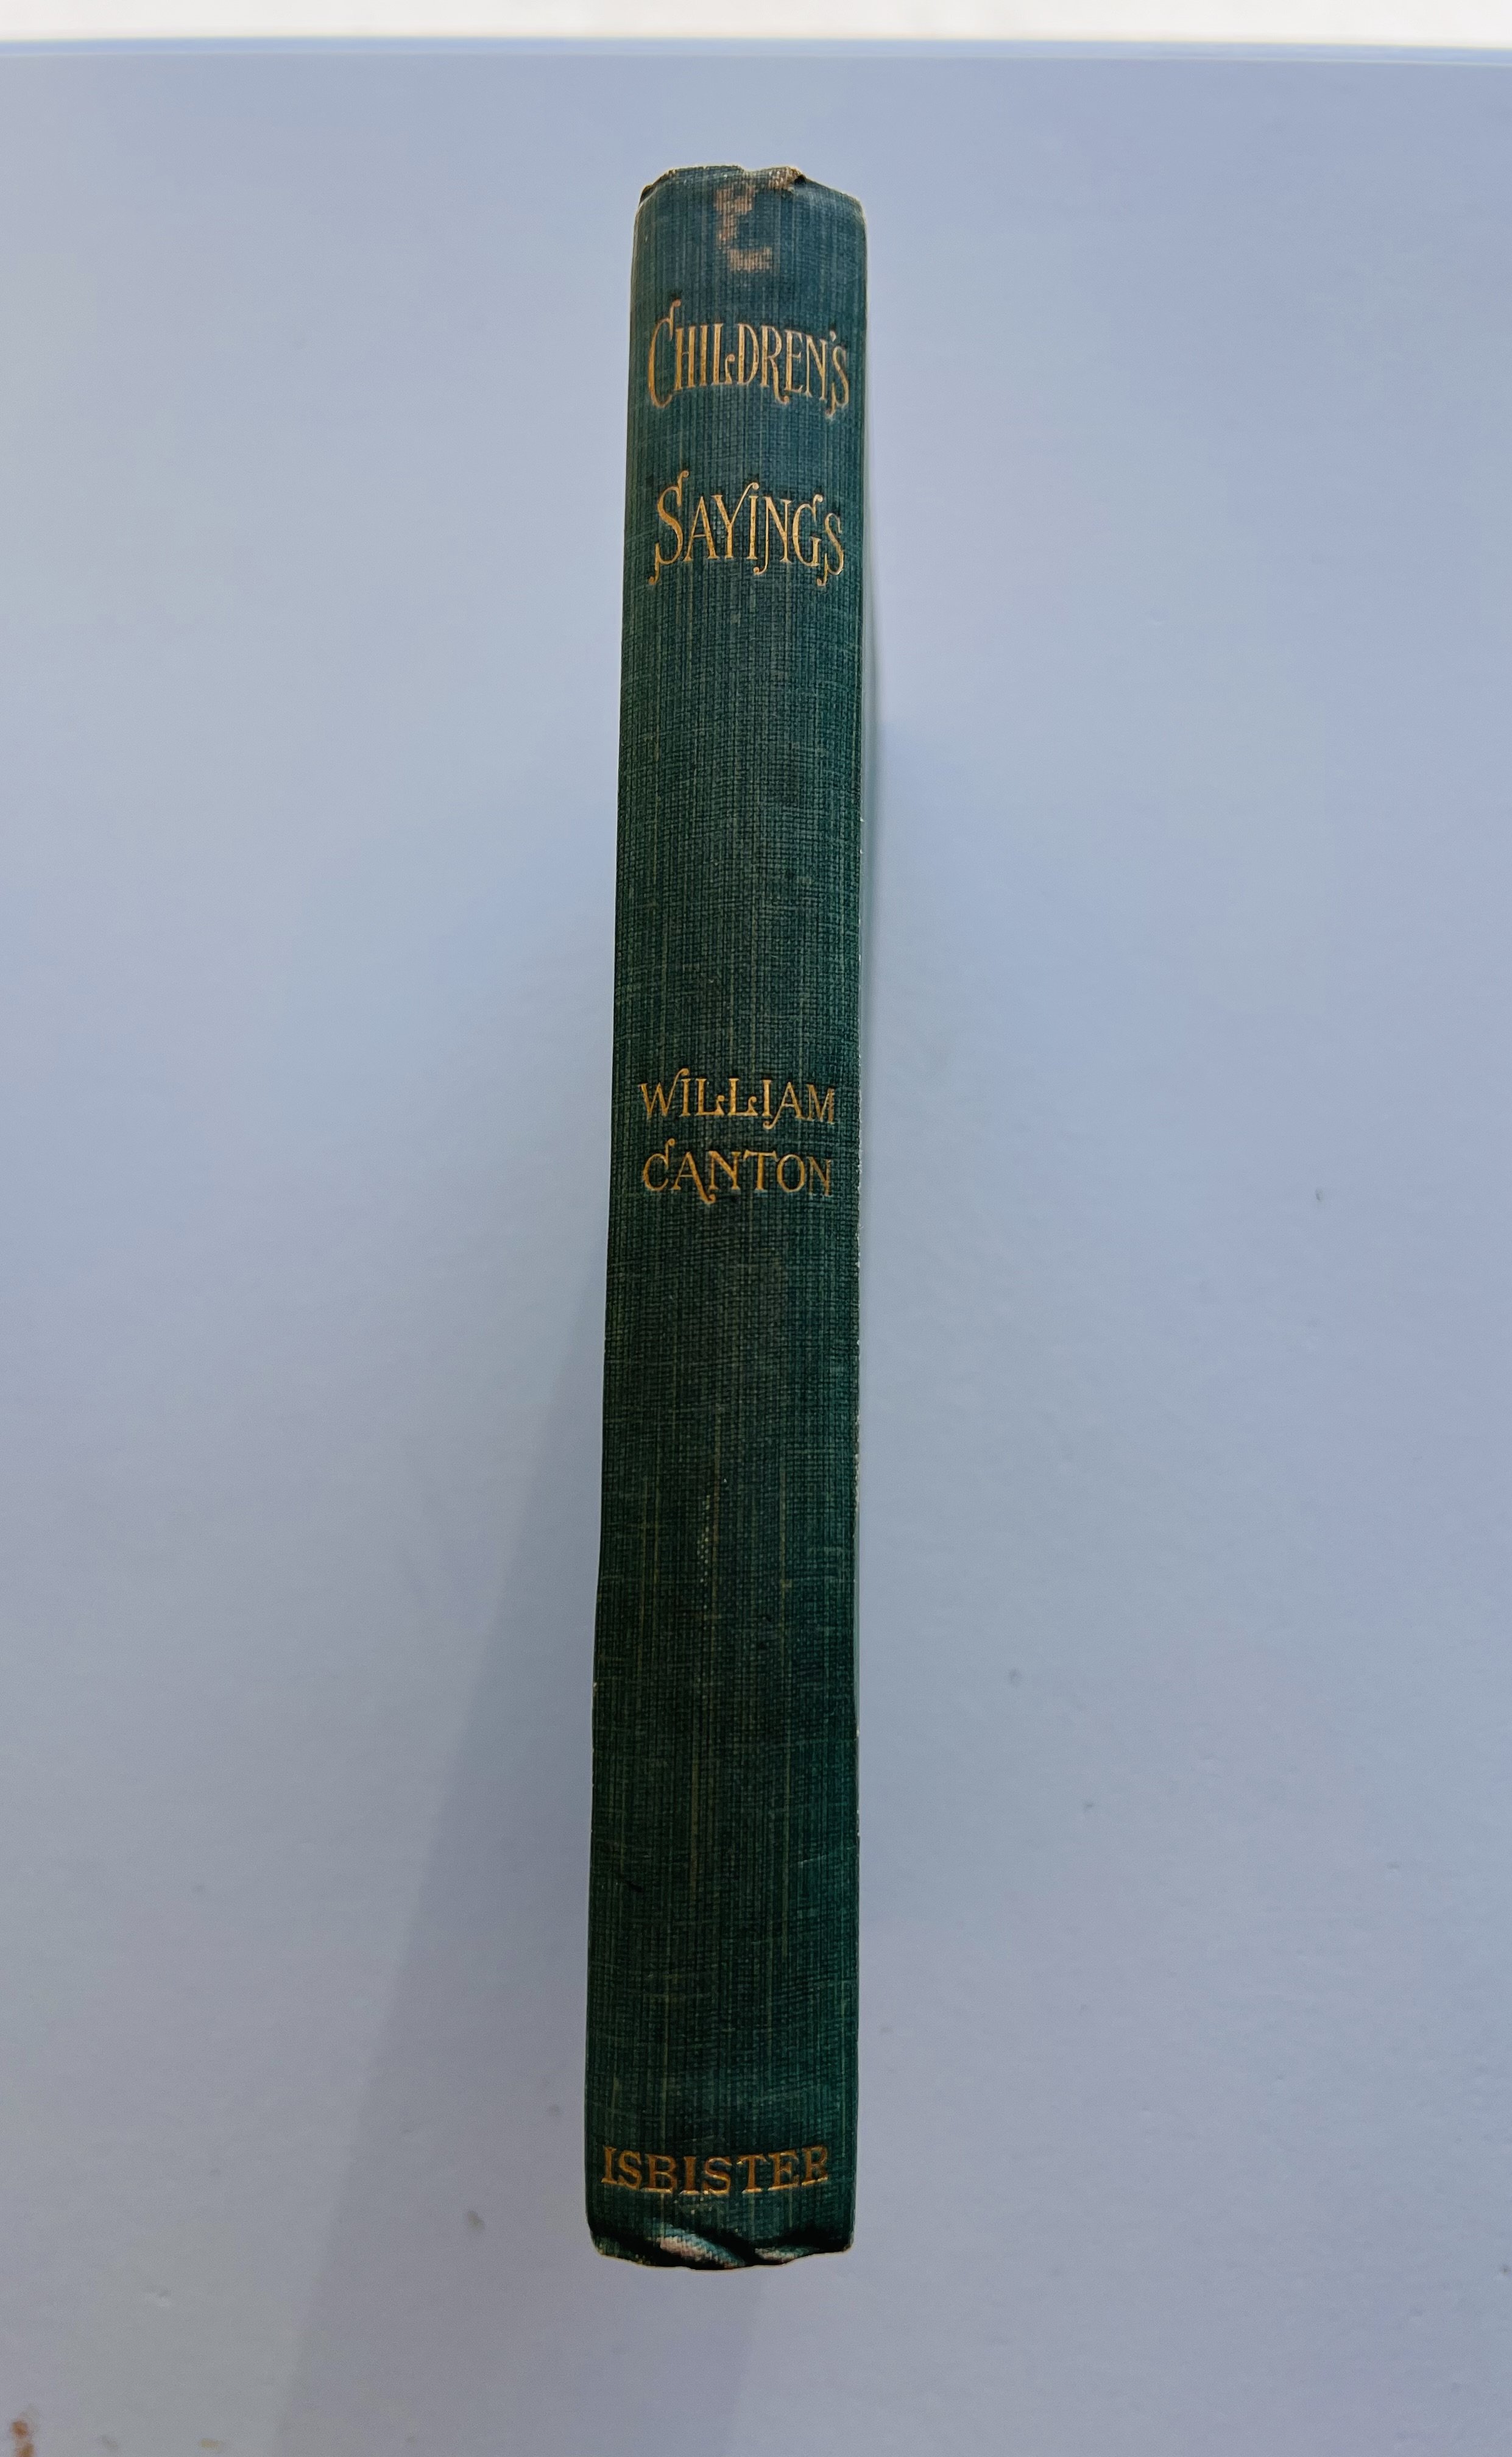 CHILDREN'S
SAYINGS
WILLIAM
CANTON
ISBISTER